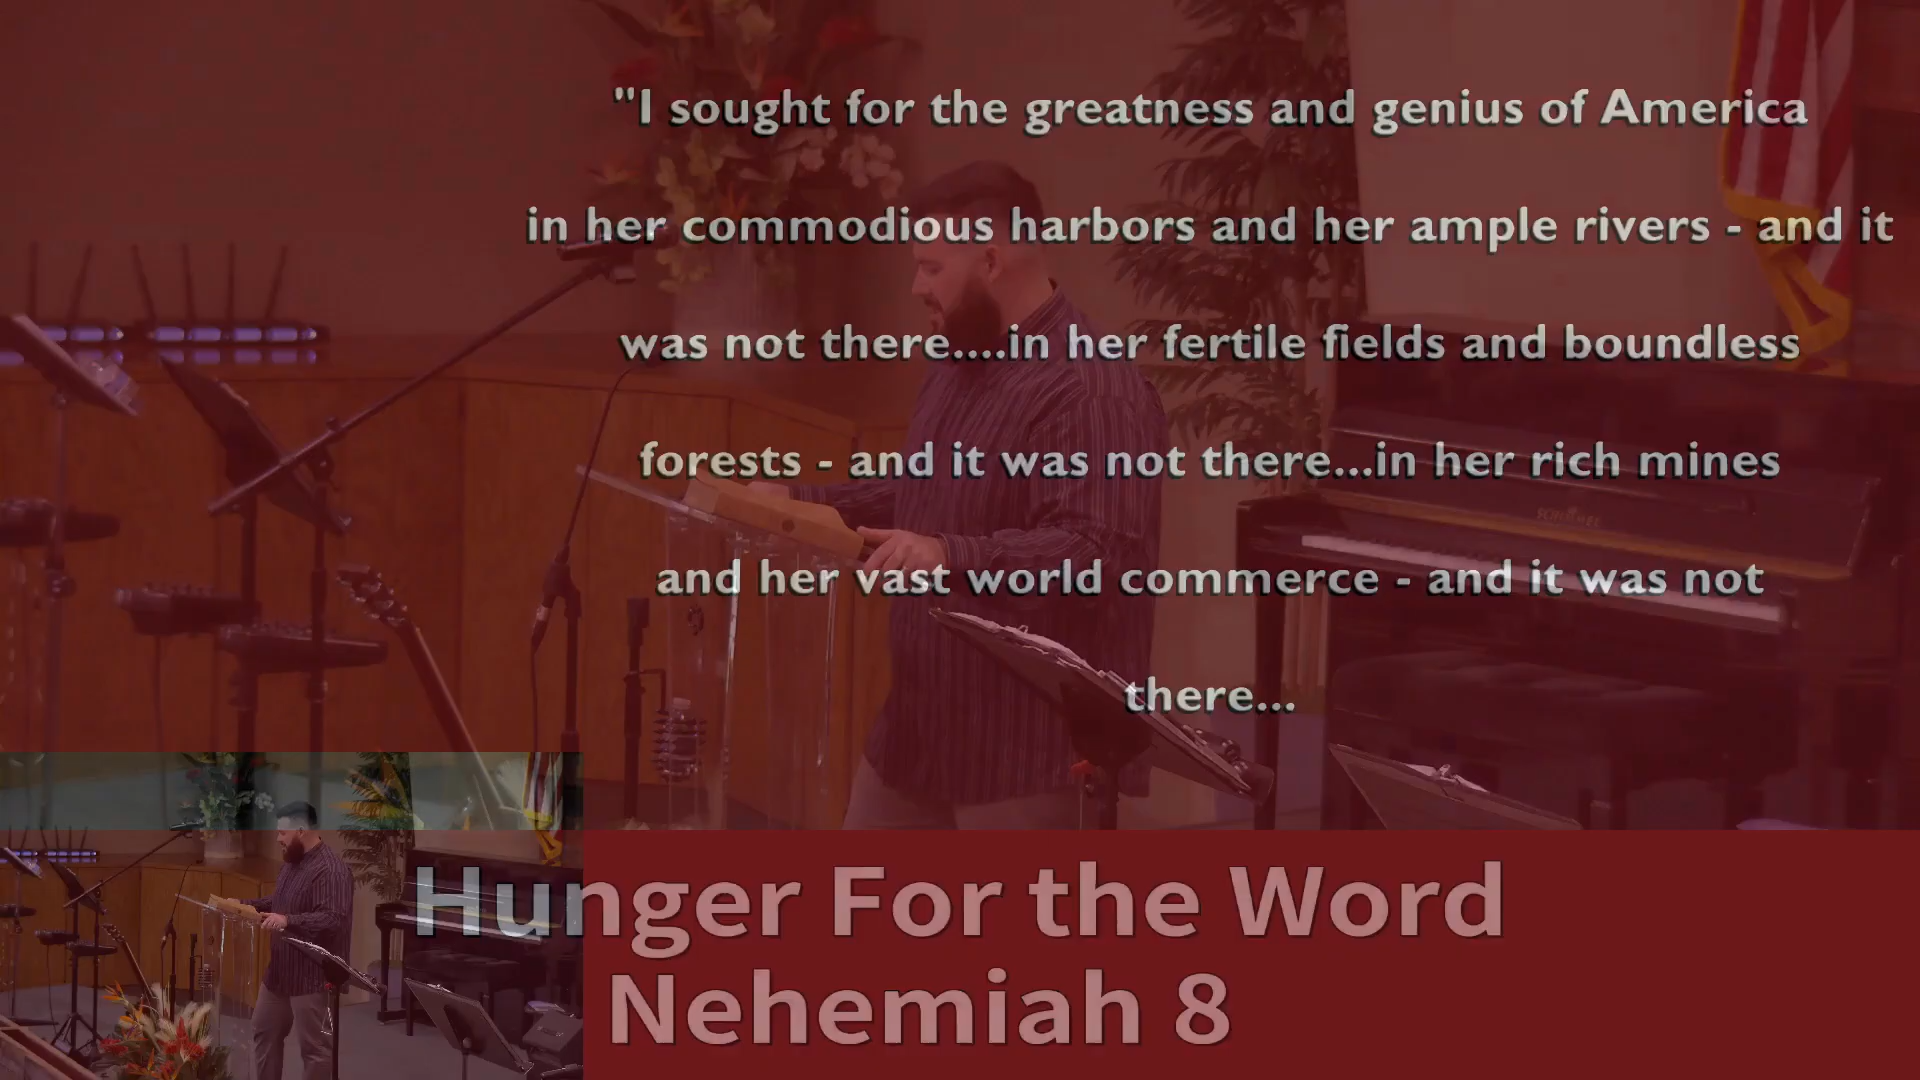 "I sought for the greatness and genius of America
in her commodious harbors and her ample rivers - and it
was not there....in her fertile fields and boundless
forests - and it was not there...in her rich mines
and her vast world commerce - and it was not
there...
SCHIMMEL
Hunger For the Word
Nehemiah 8